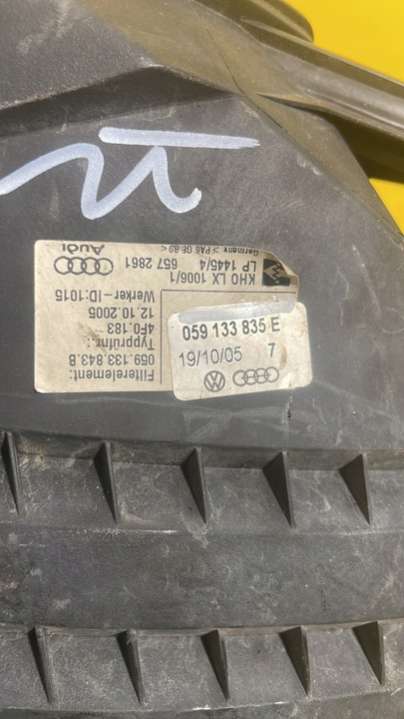 059 133 835 E
19/10/05 7
Audi
Germany >PA6 GF
KHO LX 1006/1
LP 1445/4 657 2861
Werker-ID:1015
12.10.2005
4F0.183
Typprüfnr.:
059.133.843.B
Filterelement: